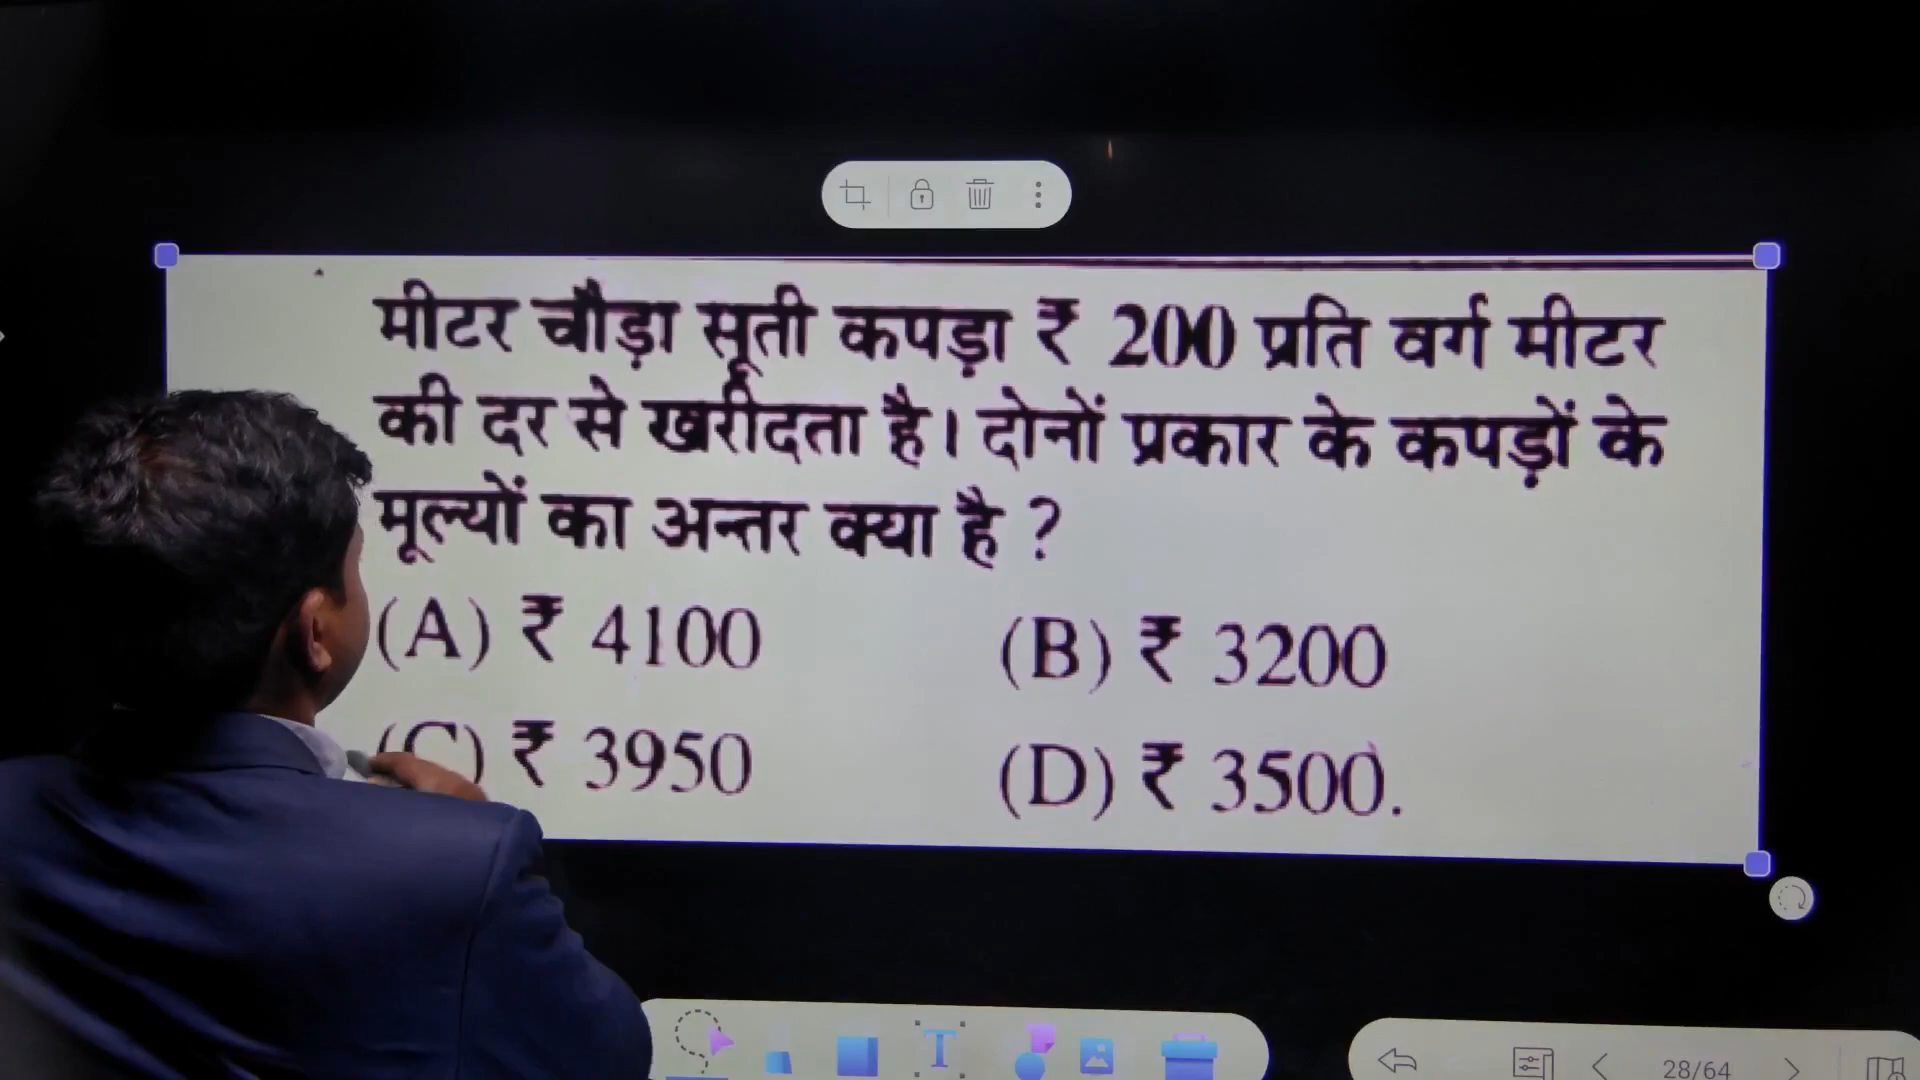 मीटर चौड़ा सूती कपड़ा ₹ 200 प्रति वर्ग मीटर
की दर से खरीदता है। दोनों प्रकार के कपड़ों के
मूल्यों का अन्तर क्या है ?
(A) ₹ 4100 (B) ₹ 3200
(C) ₹ 3950 (D) ₹ 3500.
T
28/64